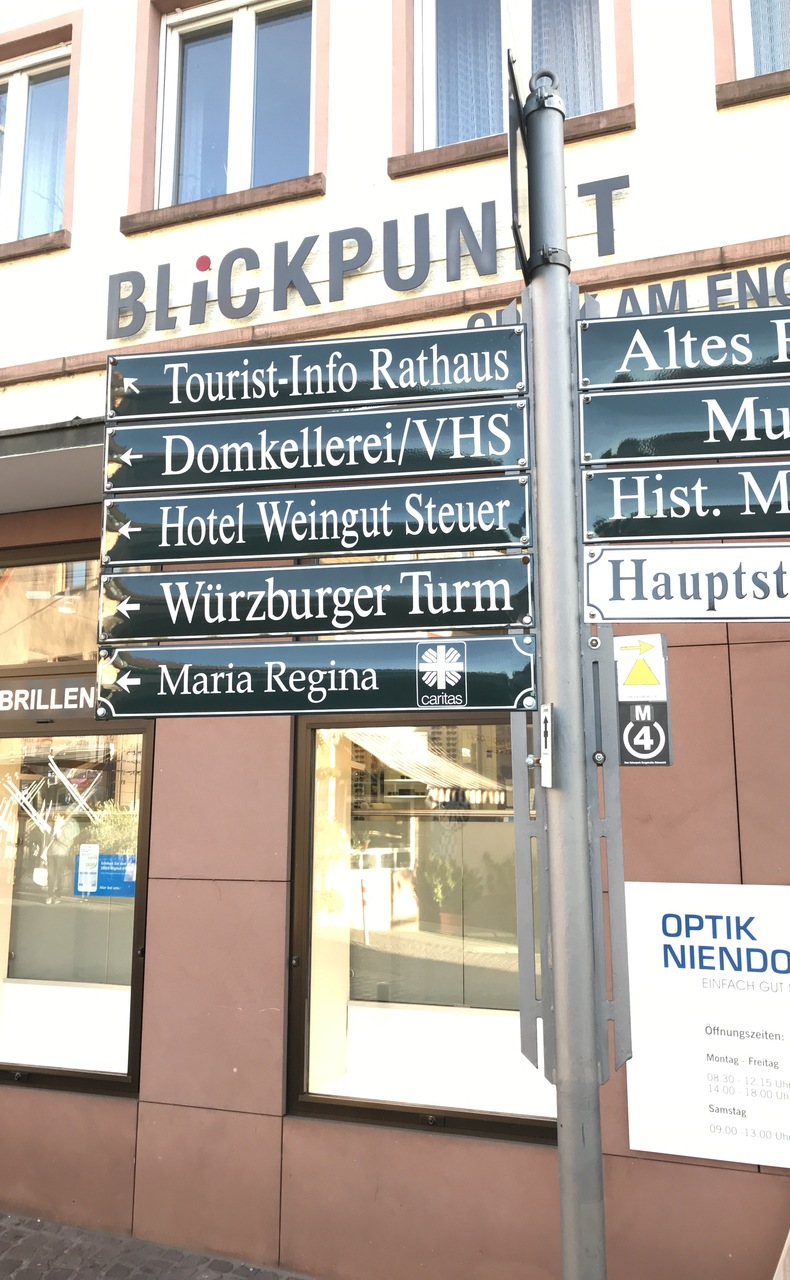 BLiCKPUNKT
AM ENG
Tourist-Info Rathaus
Domkellerei/VHS
Hotel Weingut Steuer
Würzburger Turm
Maria Regina
caritas
Altes
Mu
Hist. M
Hauptst
M
4
BRILLEN
OPTIK
NIENDO
EINFACH GUT
Öffnungszeiten:
Montag - Freitag
08.30 - 12.15 Uhr
14.00 - 18.00 Uh
Samstag
09.00 - 13.00 Uhr